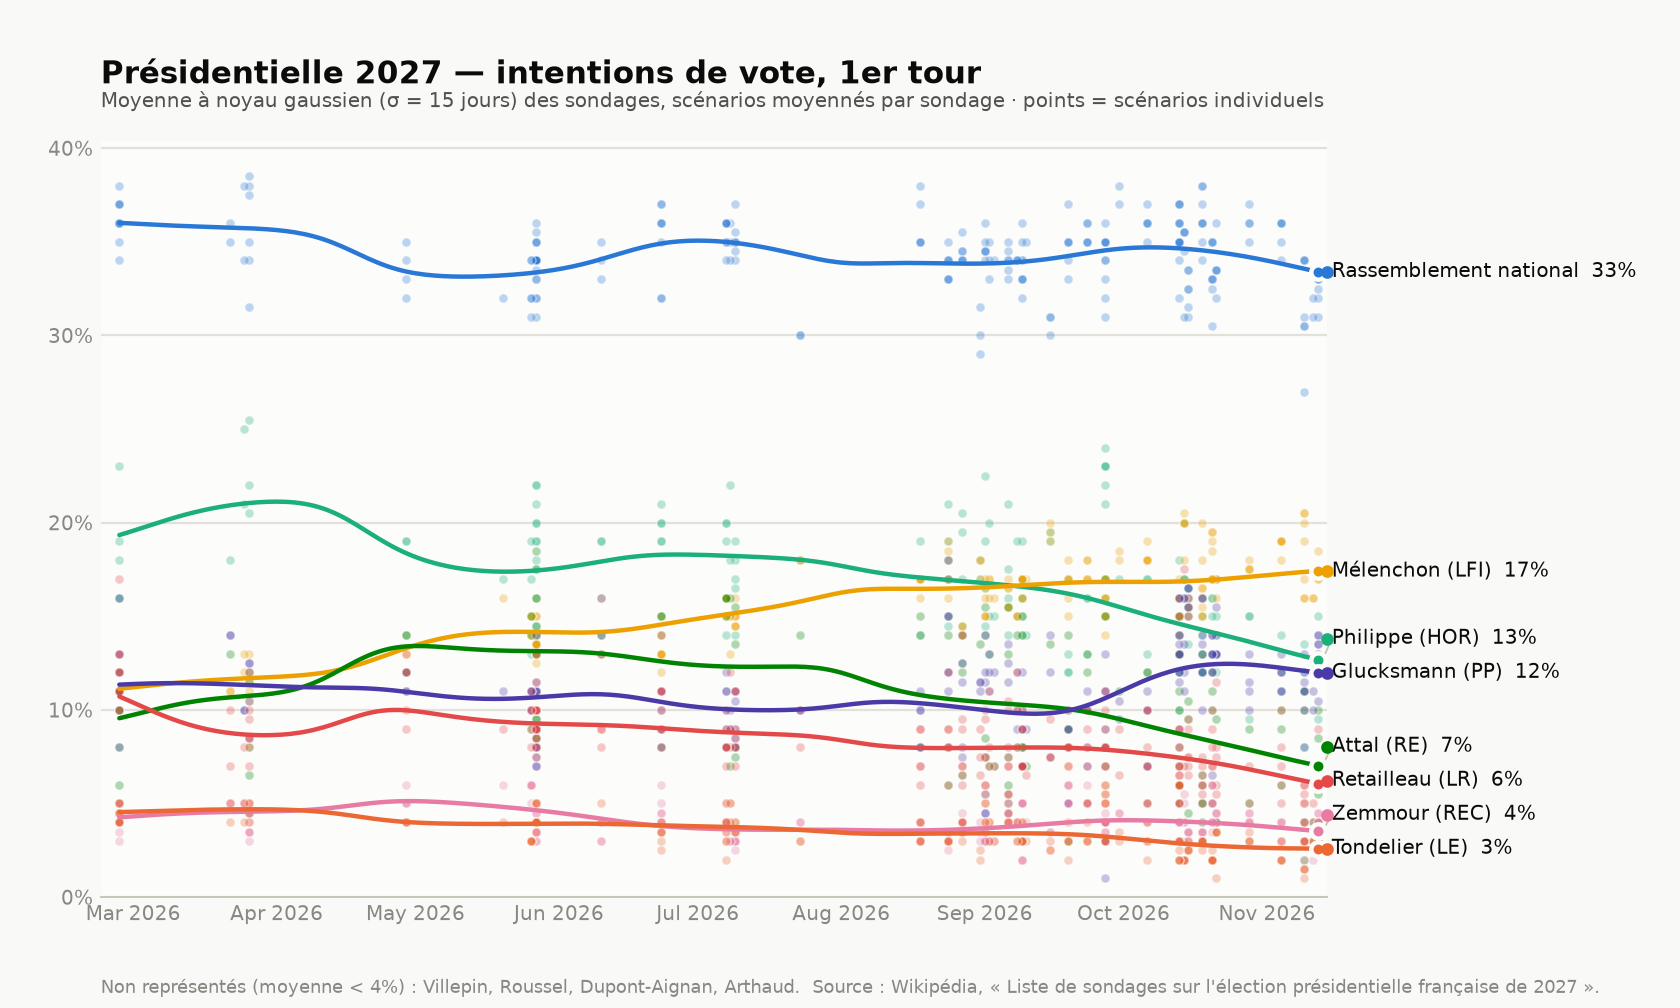 Présidentielle 2027 — intentions de vote, 1er tour
Moyenne à noyau gaussien (σ = 15 jours) des sondages, scénarios moyennés par sondage · points = scénarios individuels
40%
30%
20%
10%
0%
Rassemblement national 33%
Mélenchon (LFI) 17%
Philippe (HOR) 13%
Glucksmann (PP) 12%
Attal (RE) 7%
Retailleau (LR) 6%
Zemmour (REC) 4%
Tondelier (LE) 3%
Mar 2026 Apr 2026 May 2026 Jun 2026 Jul 2026 Aug 2026 Sep 2026 Oct 2026 Nov 2026
Non représentés (moyenne < 4%) : Villepin, Roussel, Dupont-Aignan, Arthaud. Source : Wikipédia, « Liste de sondages sur l'élection présidentielle française de 2027 ».